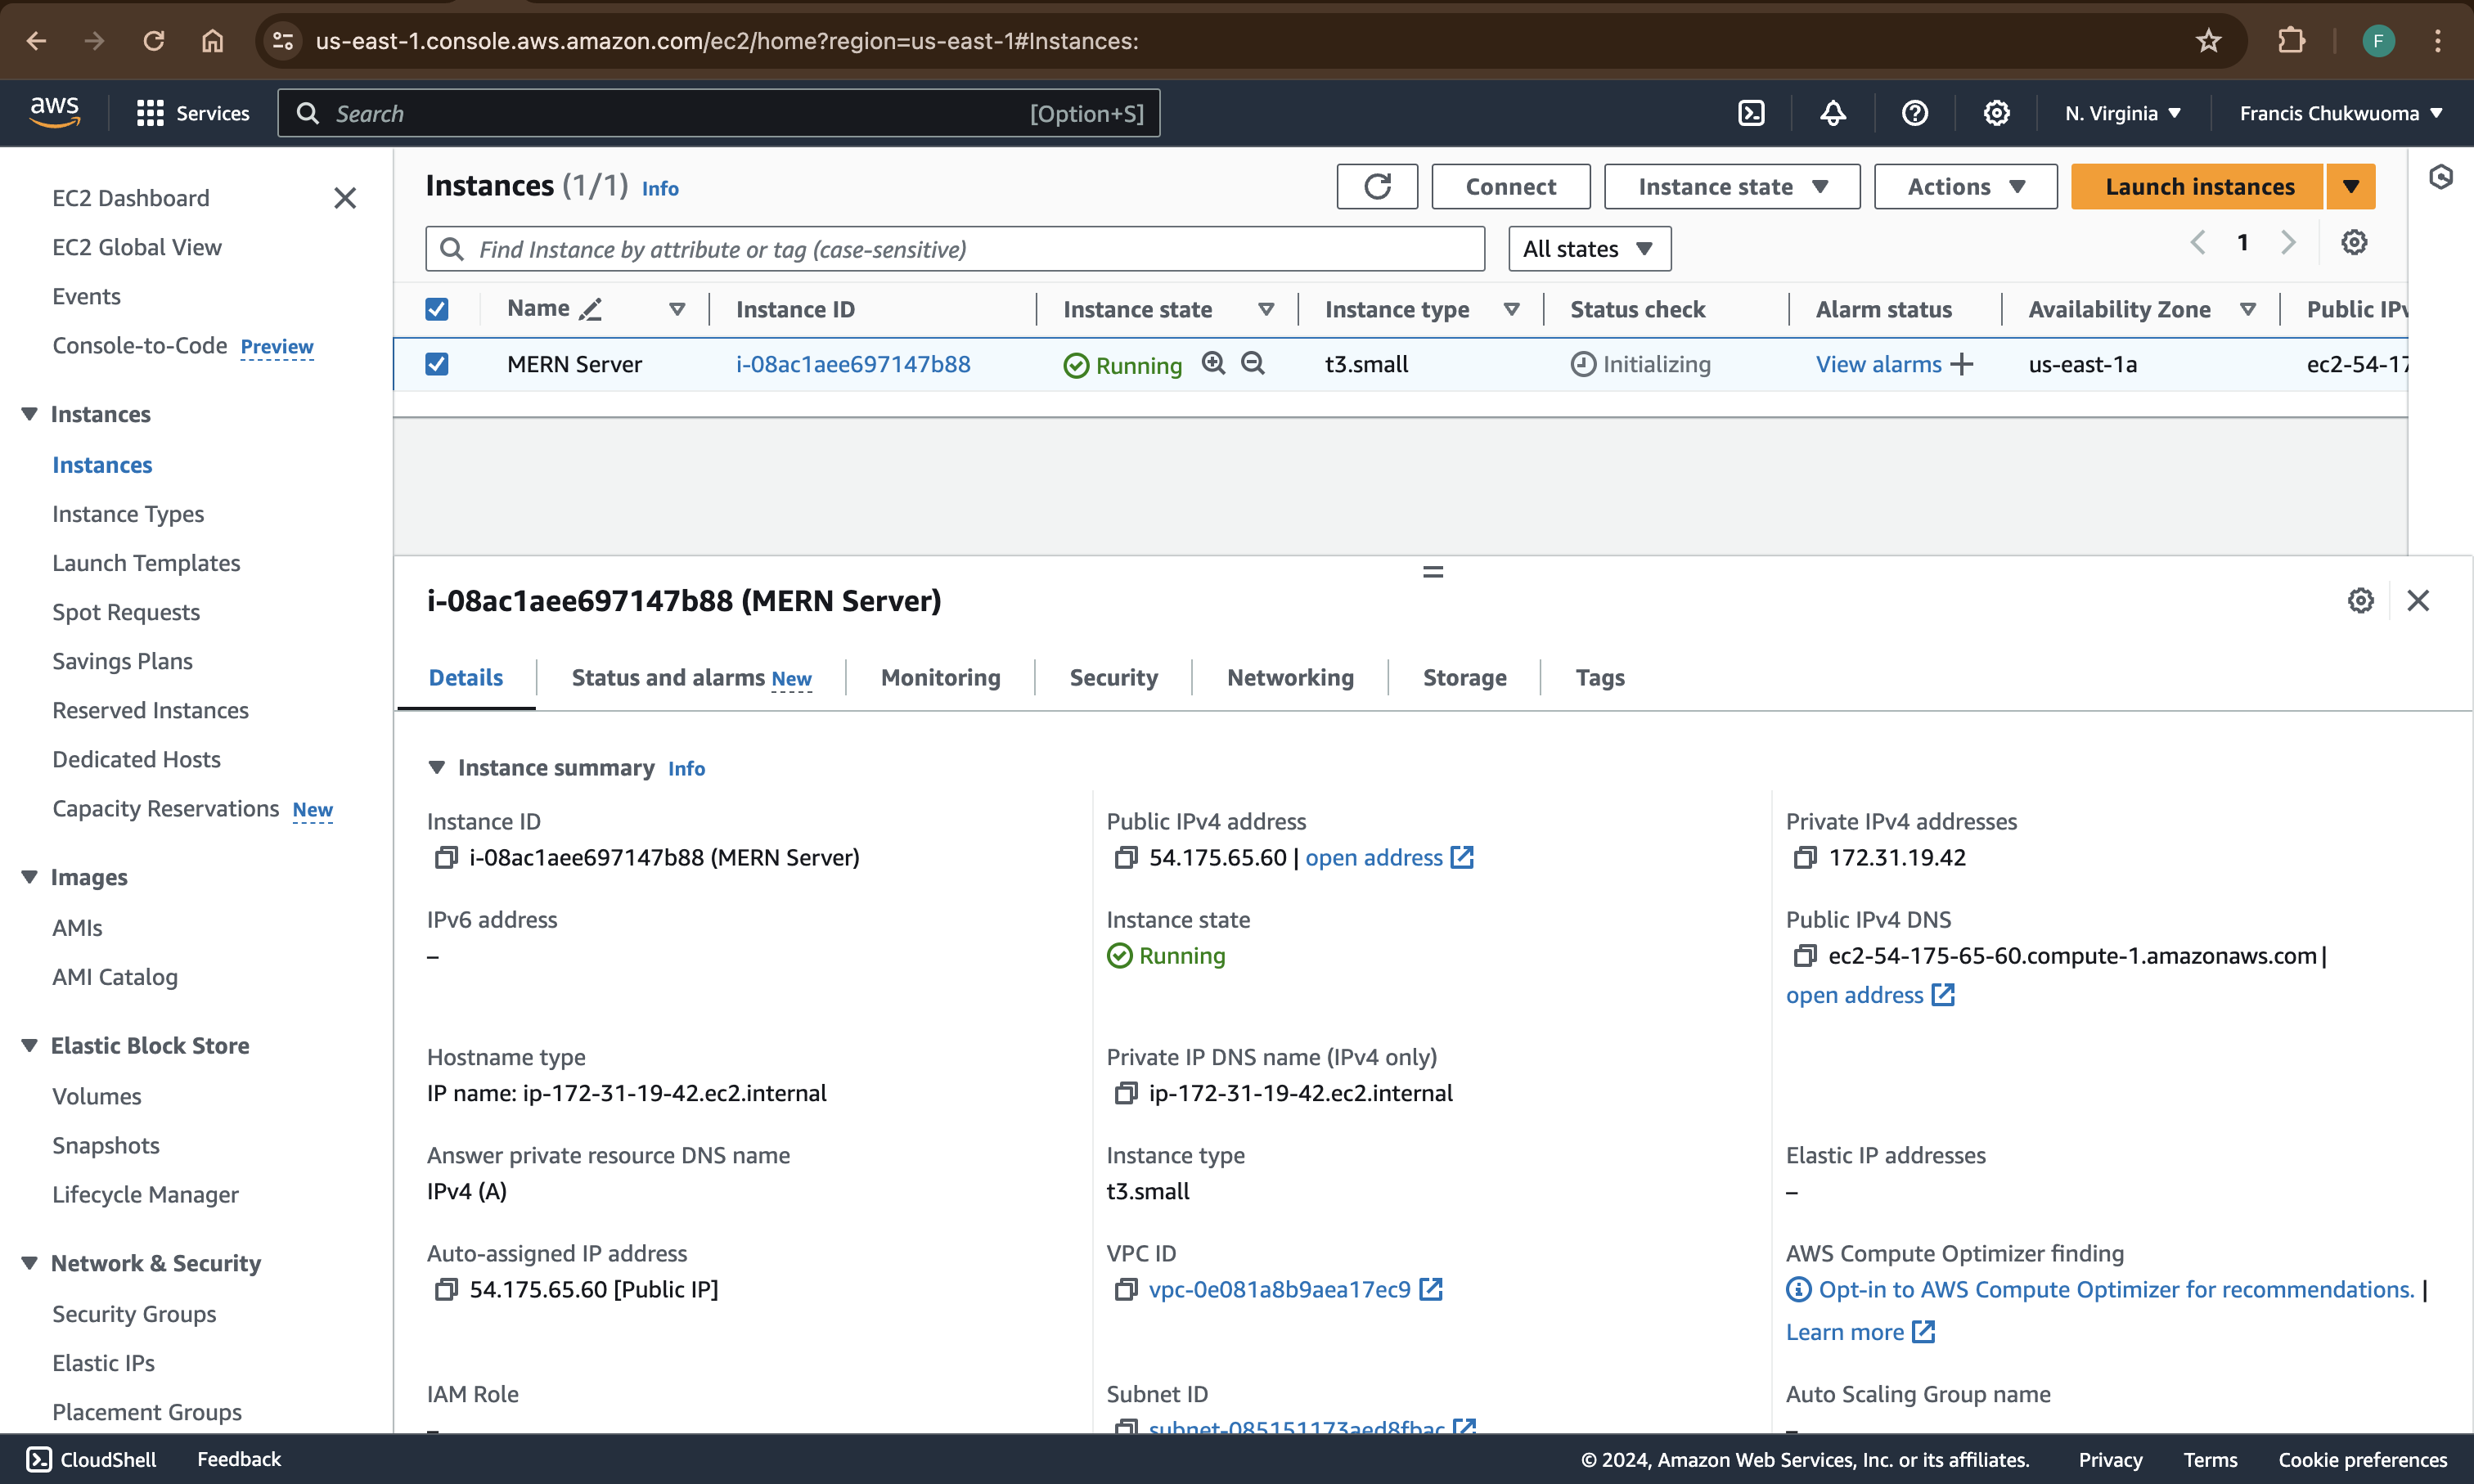 us-east-1.console.aws.amazon.com/ec2/home?region=us-east-1#Instances:
F
aws
Services
Search
[Option+S]
N. Virginia
Francis Chukwuoma
EC2 Dashboard
EC2 Global View
Events
Console-to-Code Preview
Instances
Instances
Instance Types
Launch Templates
Spot Requests
Savings Plans
Reserved Instances
Dedicated Hosts
Capacity Reservations New
Images
AMIs
AMI Catalog
Elastic Block Store
Volumes
Snapshots
Lifecycle Manager
Network & Security
Security Groups
Elastic IPs
Placement Groups
Instances (1/1) Info
Connect
Instance state
Actions
Launch instances
Find Instance by attribute or tag (case-sensitive)
All states
1
Name Instance ID Instance state Instance type Status check Alarm status Availability Zone Public IPv
MERN Server i-08ac1aee697147b88 Running t3.small Initializing View alarms + us-east-1a ec2-54-17
i-08ac1aee697147b88 (MERN Server)
Details Status and alarms New Monitoring Security Networking Storage Tags
Instance summary Info
Instance ID
i-08ac1aee697147b88 (MERN Server)
Public IPv4 address
54.175.65.60 | open address
Private IPv4 addresses
172.31.19.42
IPv6 address
–
Instance state
Running
Public IPv4 DNS
ec2-54-175-65-60.compute-1.amazonaws.com |
open address
Hostname type
IP name: ip-172-31-19-42.ec2.internal
Private IP DNS name (IPv4 only)
ip-172-31-19-42.ec2.internal
Answer private resource DNS name
IPv4 (A)
Instance type
t3.small
Elastic IP addresses
–
Auto-assigned IP address
54.175.65.60 [Public IP]
VPC ID
vpc-0e081a8b9aea17ec9
AWS Compute Optimizer finding
Opt-in to AWS Compute Optimizer for recommendations. |
Learn more
IAM Role
–
Subnet ID
subnet-085151173aed8fbac
Auto Scaling Group name
–
CloudShell
Feedback
© 2024, Amazon Web Services, Inc. or its affiliates.
Privacy
Terms
Cookie preferences